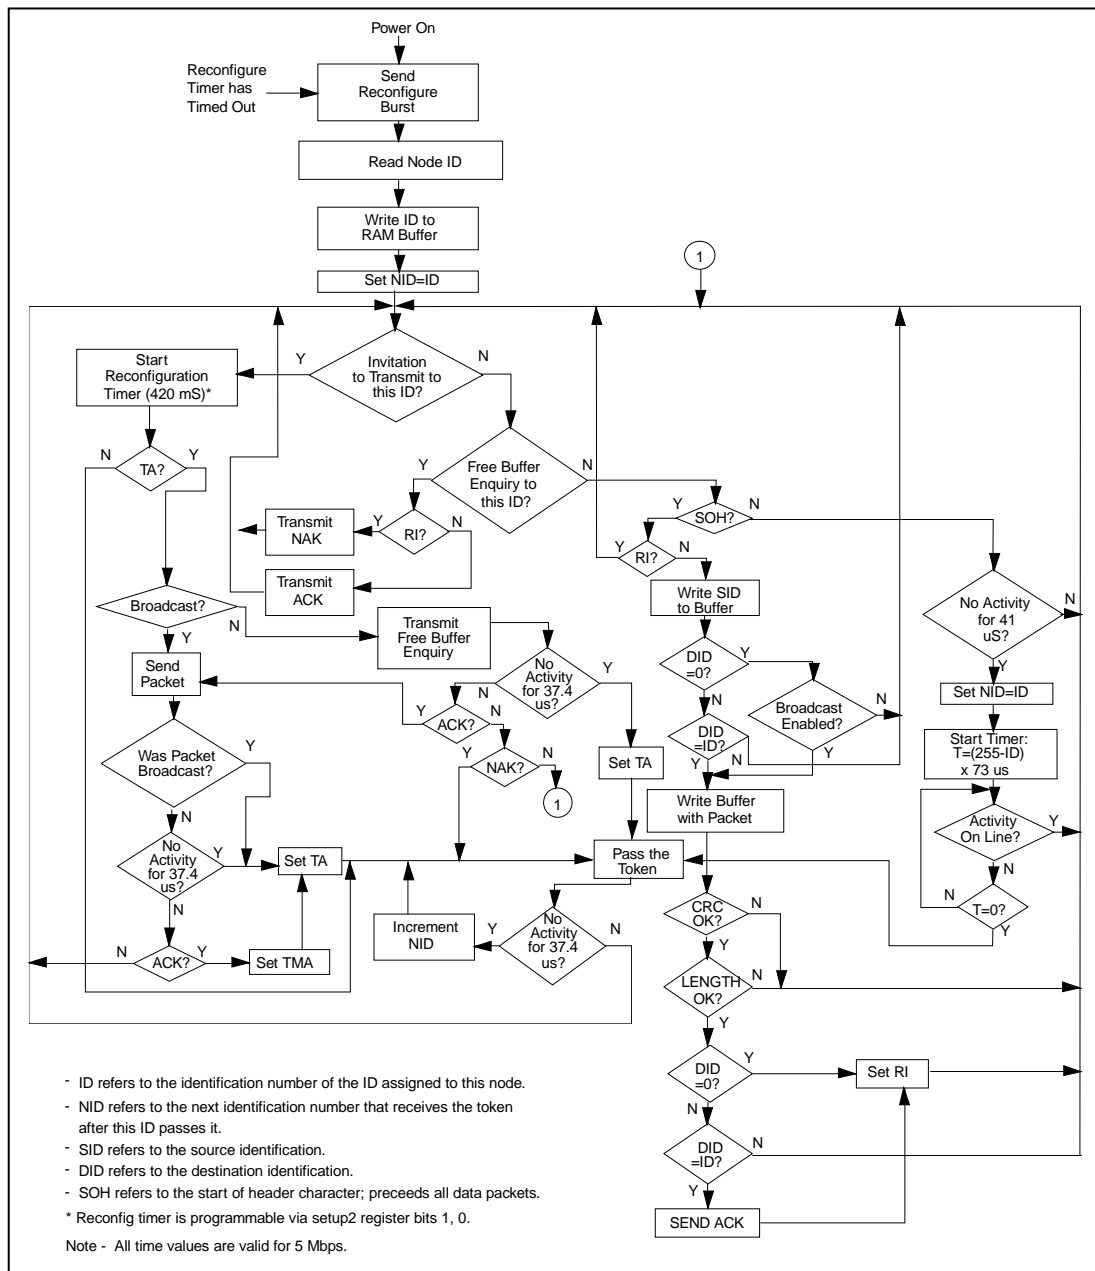 Power On
Reconfigure
Timer has
Timed Out
Send
Reconfigure
Burst
Read Node ID
Write ID to
RAM Buffer
Set NID=ID
1
Start
Reconfiguration
Timer (420 mS)*
Y
Invitation
to Transmit to
this ID?
N
N
TA?
Y
Y
Free Buffer
Enquiry to
this ID?
N
Transmit
NAK
Y
RI?
N
Transmit
ACK
Y
SOH?
N
Y
RI?
N
Write SID
to Buffer
No Activity
for 41
uS?
N
Y
Broadcast?
N
Y
Transmit
Free Buffer
Enquiry
Send
Packet
No
Activity
for 37.4
us?
Y
N
DID
=0?
Y
N
Broadcast
Enabled?
N
Y
Set NID=ID
Y
ACK?
N
DID
=ID?
Y
N
Start Timer:
T=(255-ID)
x 73 us
Was Packet
Broadcast?
Y
N
Y
NAK?
N
1
Set TA
Write Buffer
with Packet
Activity
On Line?
Y
N
No
Activity
for 37.4
us?
Y
N
Set TA
Pass the
Token
N
T=0?
Y
CRC
OK?
N
Y
Increment
NID
Y
No
Activity
for 37.4
us?
N
N
ACK?
Y
Set TMA
LENGTH
OK?
N
Y
DID
=0?
Y
N
Set RI
DID
=ID?
N
Y
SEND ACK
- ID refers to the identification number of the ID assigned to this node.
- NID refers to the next identification number that receives the token
after this ID passes it.
- SID refers to the source identification.
- DID refers to the destination identification.
- SOH refers to the start of header character; preceeds all data packets.
* Reconfig timer is programmable via setup2 register bits 1, 0.
Note - All time values are valid for 5 Mbps.